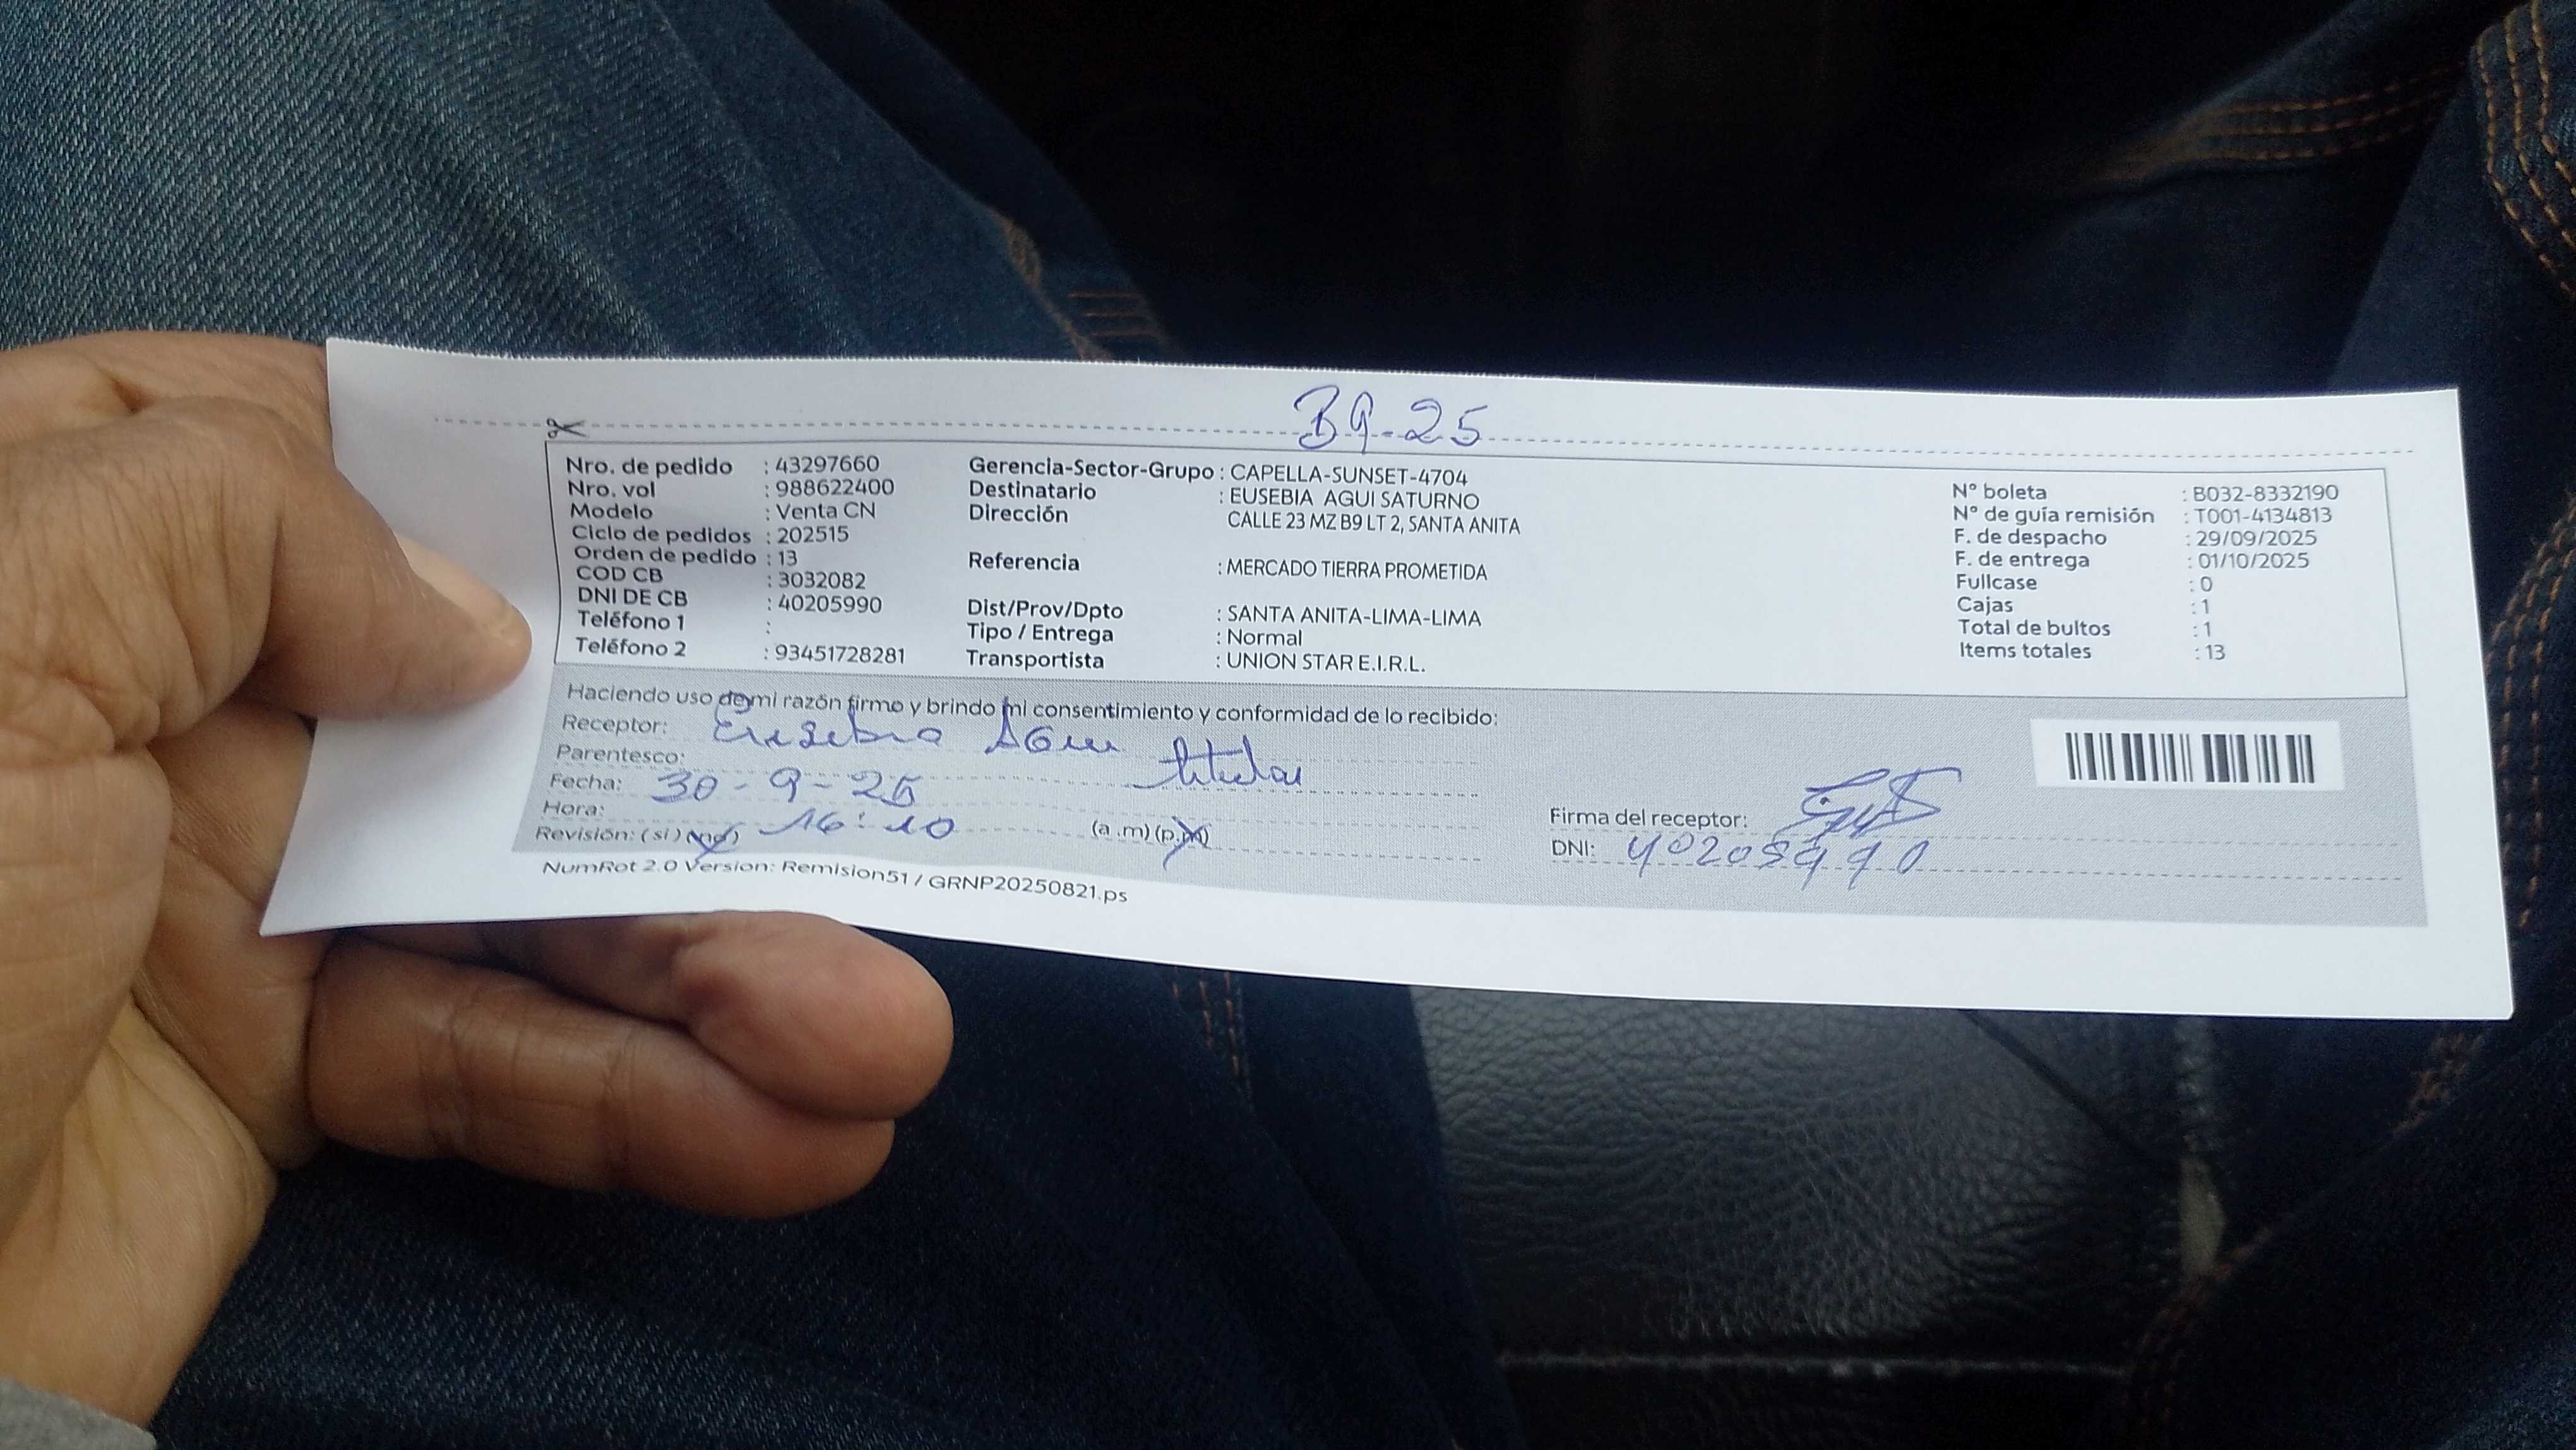 B9-25
Nro. de pedido : 43297660
Nro. vol : 988622400
Modelo : Venta CN
Ciclo de pedidos : 202515
Orden de pedido : 13
COD CB : 3032082
DNI DE CB : 40205990
Teléfono 1 :
Teléfono 2 : 93451728281
Gerencia-Sector-Grupo : CAPELLA-SUNSET-4704
Destinatario : EUSEBIA AGUI SATURNO
Dirección CALLE 23 MZ B9 LT 2, SANTA ANITA
Referencia : MERCADO TIERRA PROMETIDA
Dist/Prov/Dpto : SANTA ANITA-LIMA-LIMA
Tipo / Entrega : Normal
Transportista : UNION STAR E.I.R.L.
N° boleta : B032-8332190
N° de guía remisión : T001-4134813
F. de despacho : 29/09/2025
F. de entrega : 01/10/2025
Fullcase : 0
Cajas : 1
Total de bultos : 1
Items totales : 13
Haciendo uso de mi razón firmo y brindo mi consentimiento y conformidad de lo recibido:
Receptor: Eusebia Agui
Parentesco: titular
Fecha: 30-9-25
Hora: 16:10 (a .m) (p.m)
Revisión: ( si ) (no)
Firma del receptor:
DNI: 40205990
NumRot 2.0 Version: Remision51 / GRNP20250821.ps